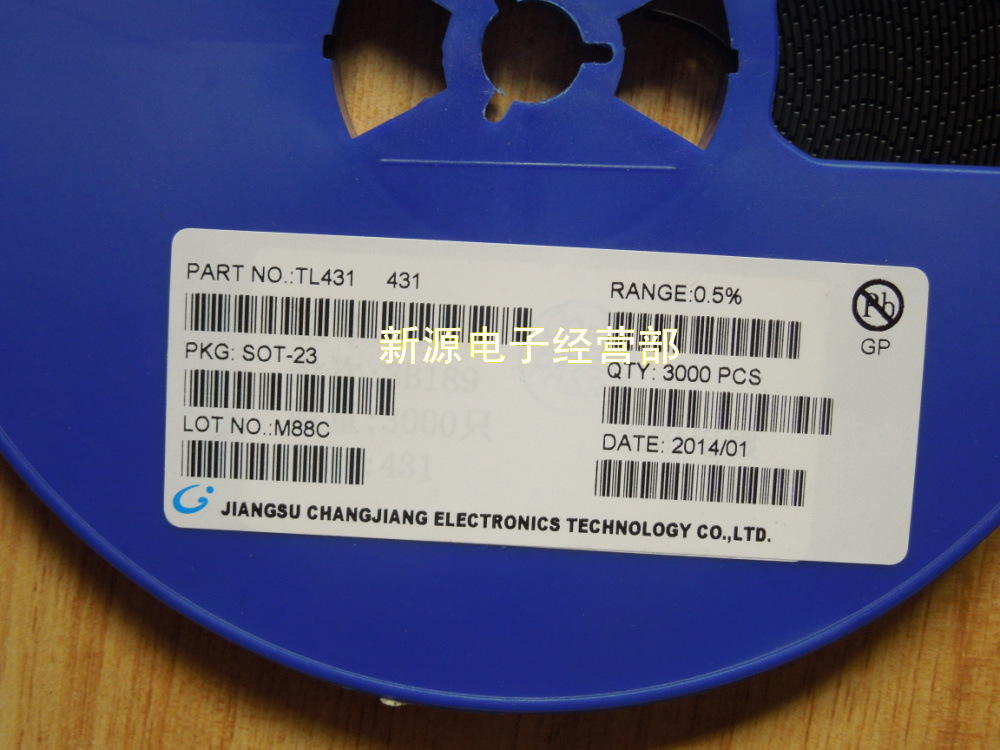 PART NO.:TL431 431
RANGE:0.5%
Pb
GP
新源电子经营部
PKG: SOT-23
QTY: 3000 PCS
LOT NO.:M88C
DATE: 2014/01
JIANGSU CHANGJIANG ELECTRONICS TECHNOLOGY CO.,LTD.